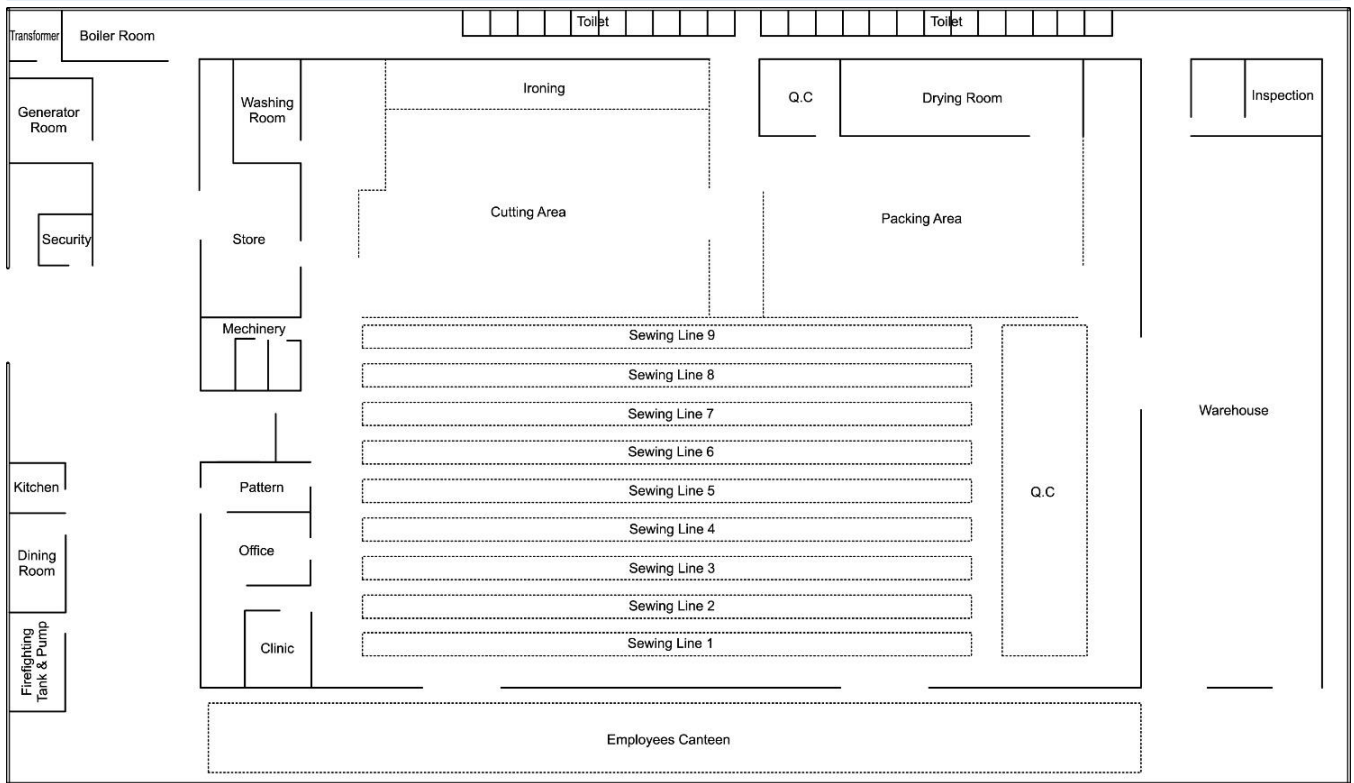 Toilet
Toilet
Transformer
Boiler Room
Generator
Room
Washing
Room
Ironing
Q.C
Drying Room
Inspection
Security
Store
Cutting Area
Packing Area
Mechinery
Sewing Line 9
Sewing Line 8
Sewing Line 7
Sewing Line 6
Sewing Line 5
Sewing Line 4
Sewing Line 3
Sewing Line 2
Sewing Line 1
Q.C
Warehouse
Kitchen
Pattern
Dining
Room
Office
Firefighting
Tank & Pump
Clinic
Employees Canteen